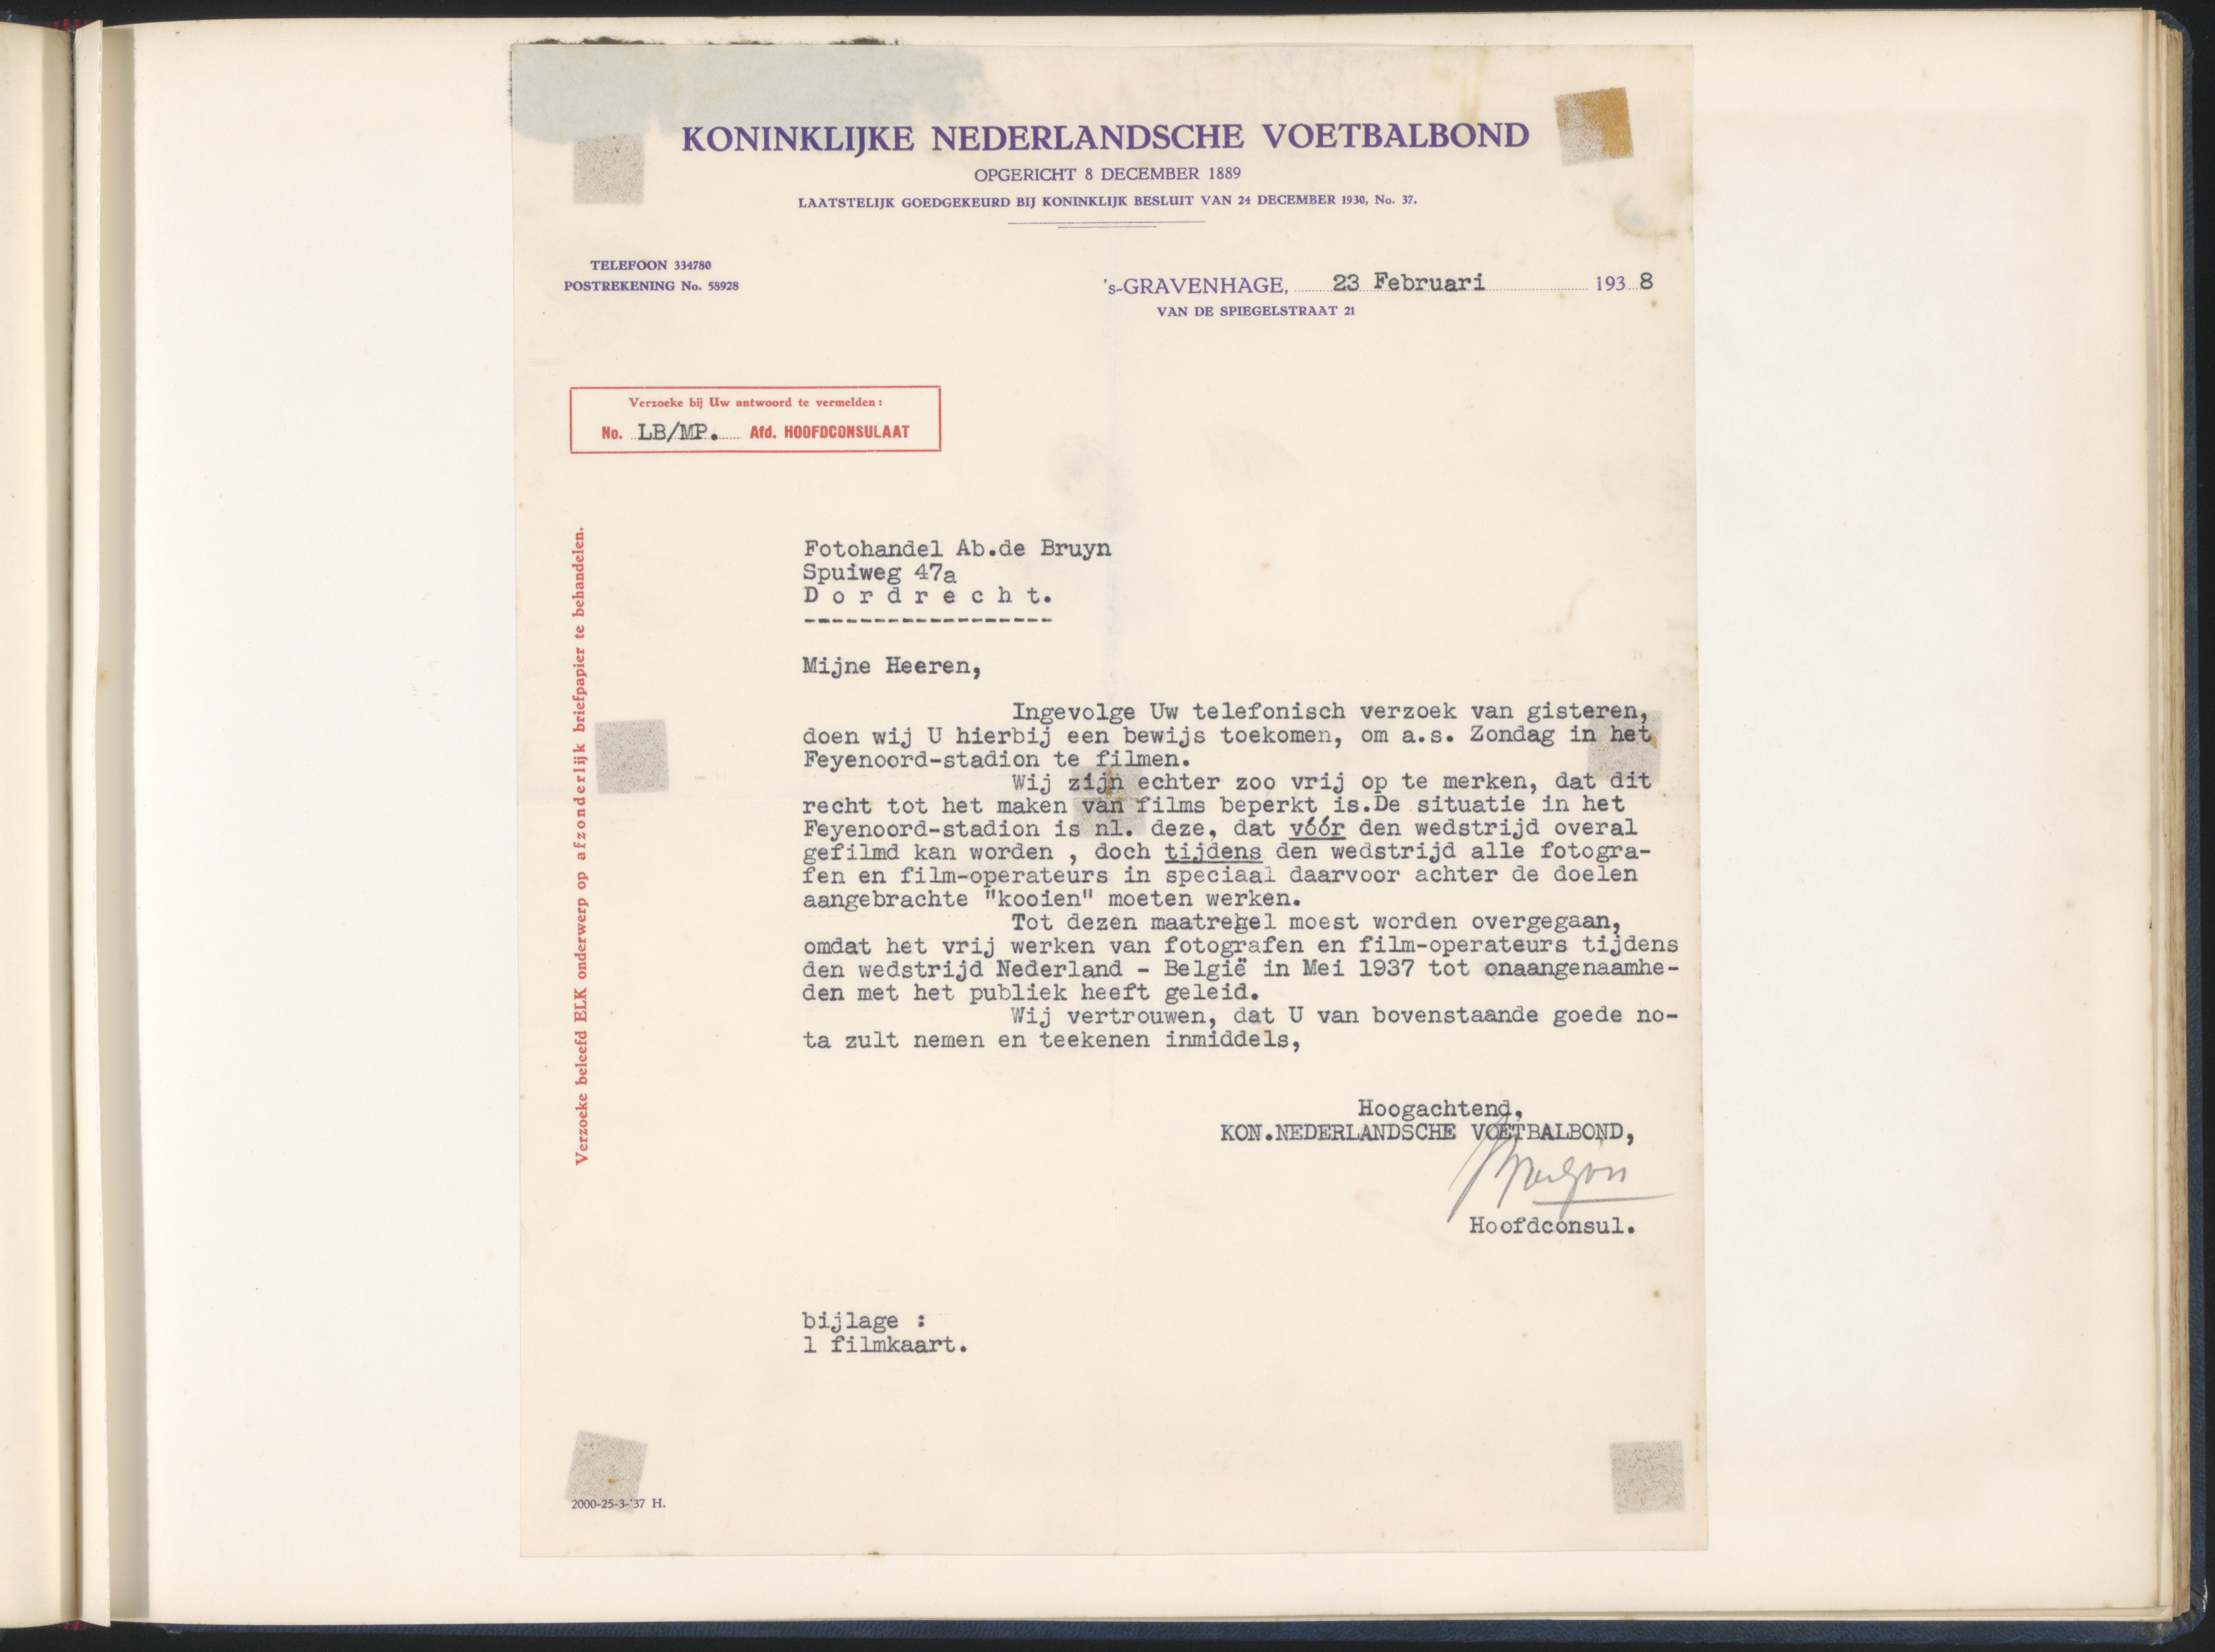 KONINKLIJKE NEDERLANDSCHE VOETBALBOND
OPGERICHT 8 DECEMBER 1889
LAATSTELIJK GOEDGEKEURD BIJ KONINKLIJK BESLUIT VAN 24 DECEMBER 1930, No. 37.
TELEFOON 334780
POSTREKENING No. 58928
's-GRAVENHAGE, 23 Februari 1938
VAN DE SPIEGELSTRAAT 21
Verzoeke bij Uw antwoord te vermelden:
No. LB/MP. Afd. HOOFDCONSULAAT
Verzoeke beleefd ELK onderwerp op afzonderlijk briefpapier te behandelen.
Fotohandel Ab.de Bruyn
Spuiweg 47a
D o r d r e c h t.
------------------
Mijne Heeren,
Ingevolge Uw telefonisch verzoek van gisteren,
doen wij U hierbij een bewijs toekomen, om a.s. Zondag in het
Feyenoord-stadion te filmen.
Wij zijn echter zoo vrij op te merken, dat dit
recht tot het maken van films beperkt is.De situatie in het
Feyenoord-stadion is nl. deze, dat vóór den wedstrijd overal
gefilmd kan worden , doch tijdens den wedstrijd alle fotogra-
fen en film-operateurs in speciaal daarvoor achter de doelen
aangebrachte "kooien" moeten werken.
Tot dezen maatregel moest worden overgegaan,
omdat het vrij werken van fotografen en film-operateurs tijdens
den wedstrijd Nederland - België in Mei 1937 tot onaangenaamhe-
den met het publiek heeft geleid.
Wij vertrouwen, dat U van bovenstaande goede no-
ta zult nemen en teekenen inmiddels,
Hoogachtend,
KON.NEDERLANDSCHE VOETBALBOND,
Hoofdconsul.
bijlage :
1 filmkaart.
2000-25-3-'37 H.